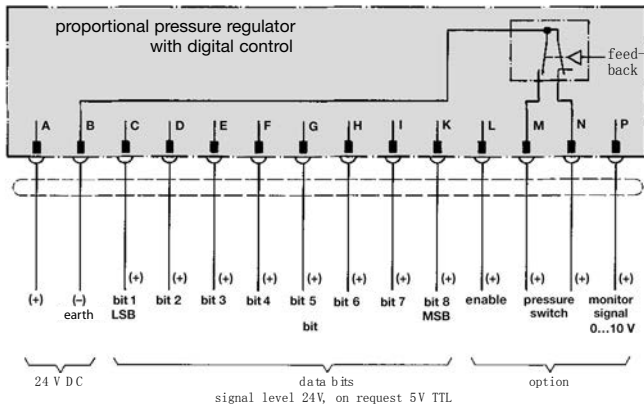 proportional pressure regulator
with digital control
feed-
back
A B C D E F G H I K L M N P
(+) (+) (+) (+) (+) (+) (+) (+) (+) (+) (+) (+)
(+) (–) bit 1 bit 2 bit 3 bit 4 bit 5 bit 6 bit 7 bit 8 enable pressure monitor
earth LSB MSB switch signal
bit 0...10 V
24 V DC data bits option
signal level 24V, on request 5V TTL